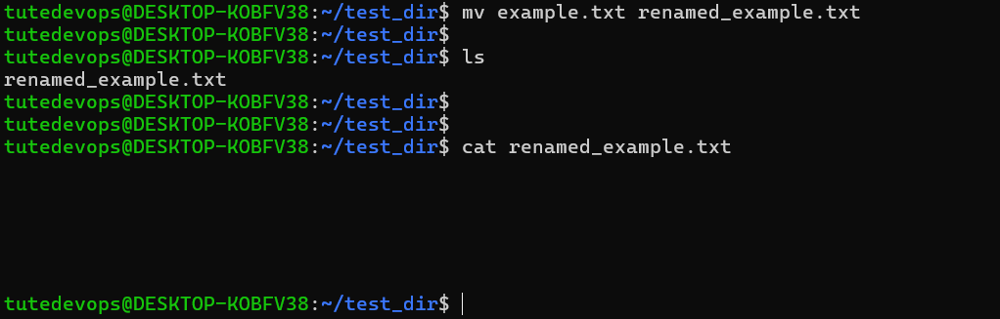 tutedevops@DESKTOP-KOBFV38:~/test_dir$ mv example.txt renamed_example.txt
tutedevops@DESKTOP-KOBFV38:~/test_dir$
tutedevops@DESKTOP-KOBFV38:~/test_dir$ ls
renamed_example.txt
tutedevops@DESKTOP-KOBFV38:~/test_dir$
tutedevops@DESKTOP-KOBFV38:~/test_dir$
tutedevops@DESKTOP-KOBFV38:~/test_dir$ cat renamed_example.txt
tutedevops@DESKTOP-KOBFV38:~/test_dir$